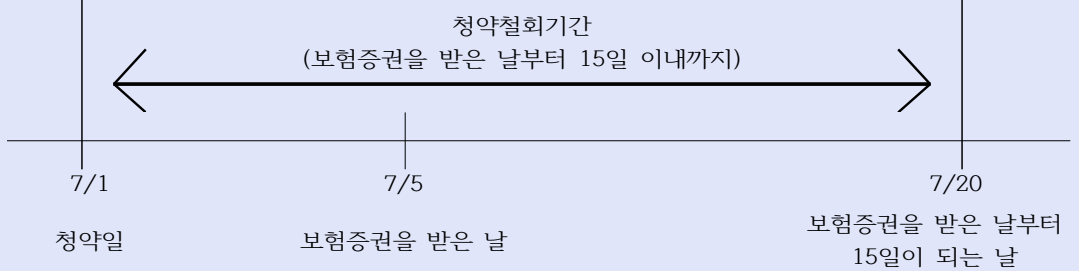 청약철회기간
(보험증권을 받은 날부터 15일 이내까지)
7/1
7/5
7/20
청약일
보험증권을 받은 날
보험증권을 받은 날부터
15일이 되는 날